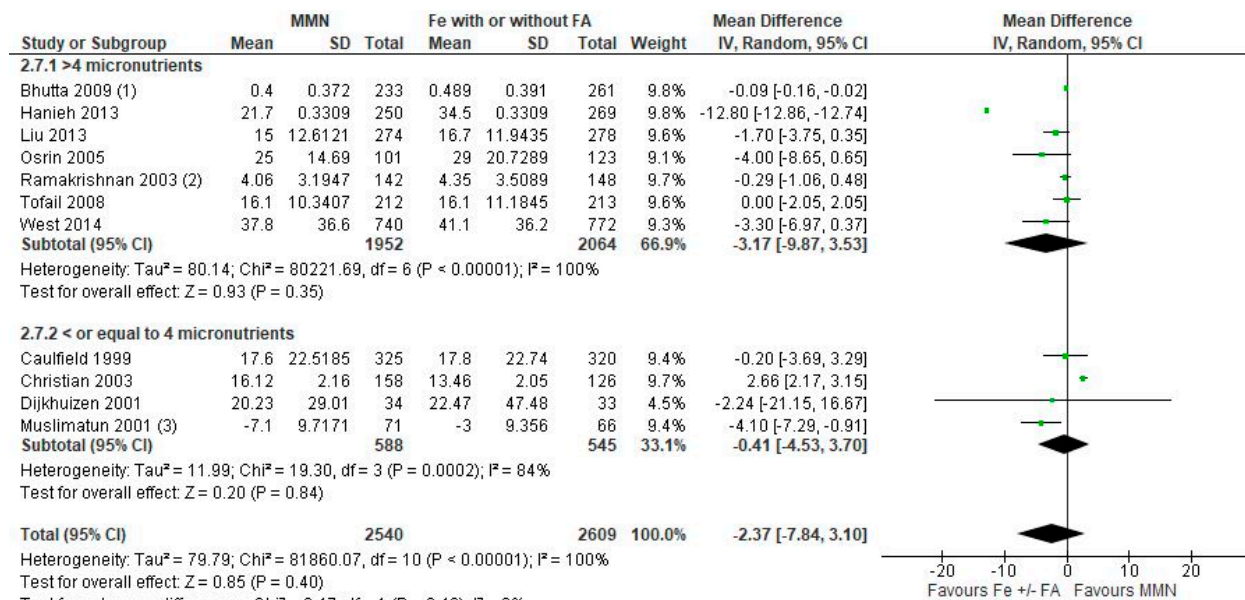 MMN Fe with or without FA Mean Difference Mean Difference
Study or Subgroup Mean SD Total Mean SD Total Weight IV, Random, 95% CI IV, Random, 95% CI
2.7.1 >4 micronutrients
Bhutta 2009 (1) 0.4 0.372 233 0.489 0.391 261 9.8% -0.09 [-0.16, -0.02]
Hanieh 2013 21.7 0.3309 250 34.5 0.3309 269 9.8% -12.80 [-12.86, -12.74]
Liu 2013 15 12.6121 274 16.7 11.9435 278 9.6% -1.70 [-3.75, 0.35]
Osrin 2005 25 14.69 101 29 20.7289 123 9.1% -4.00 [-8.65, 0.65]
Ramakrishnan 2003 (2) 4.06 3.1947 142 4.35 3.5089 148 9.7% -0.29 [-1.06, 0.48]
Tofail 2008 16.1 10.3407 212 16.1 11.1845 213 9.6% 0.00 [-2.05, 2.05]
West 2014 37.8 36.6 740 41.1 36.2 772 9.3% -3.30 [-6.97, 0.37]
Subtotal (95% CI) 1952 2064 66.9% -3.17 [-9.87, 3.53]
Heterogeneity: Tau² = 80.14; Chi² = 80221.69, df = 6 (P < 0.00001); I² = 100%
Test for overall effect: Z = 0.93 (P = 0.35)
2.7.2 < or equal to 4 micronutrients
Caulfield 1999 17.6 22.5185 325 17.8 22.74 320 9.4% -0.20 [-3.69, 3.29]
Christian 2003 16.12 2.16 158 13.46 2.05 126 9.7% 2.66 [2.17, 3.15]
Dijkhuizen 2001 20.23 29.01 34 22.47 47.48 33 4.5% -2.24 [-21.15, 16.67]
Muslimatun 2001 (3) -7.1 9.7171 71 -3 9.356 66 9.4% -4.10 [-7.29, -0.91]
Subtotal (95% CI) 588 545 33.1% -0.41 [-4.53, 3.70]
Heterogeneity: Tau² = 11.99; Chi² = 19.30, df = 3 (P = 0.0002); I² = 84%
Test for overall effect: Z = 0.20 (P = 0.84)
Total (95% CI) 2540 2609 100.0% -2.37 [-7.84, 3.10]
Heterogeneity: Tau² = 79.79; Chi² = 81860.07, df = 10 (P < 0.00001); I² = 100%
Test for overall effect: Z = 0.85 (P = 0.40)
-20 -10 0 10 20
Favours Fe +/- FA Favours MMN